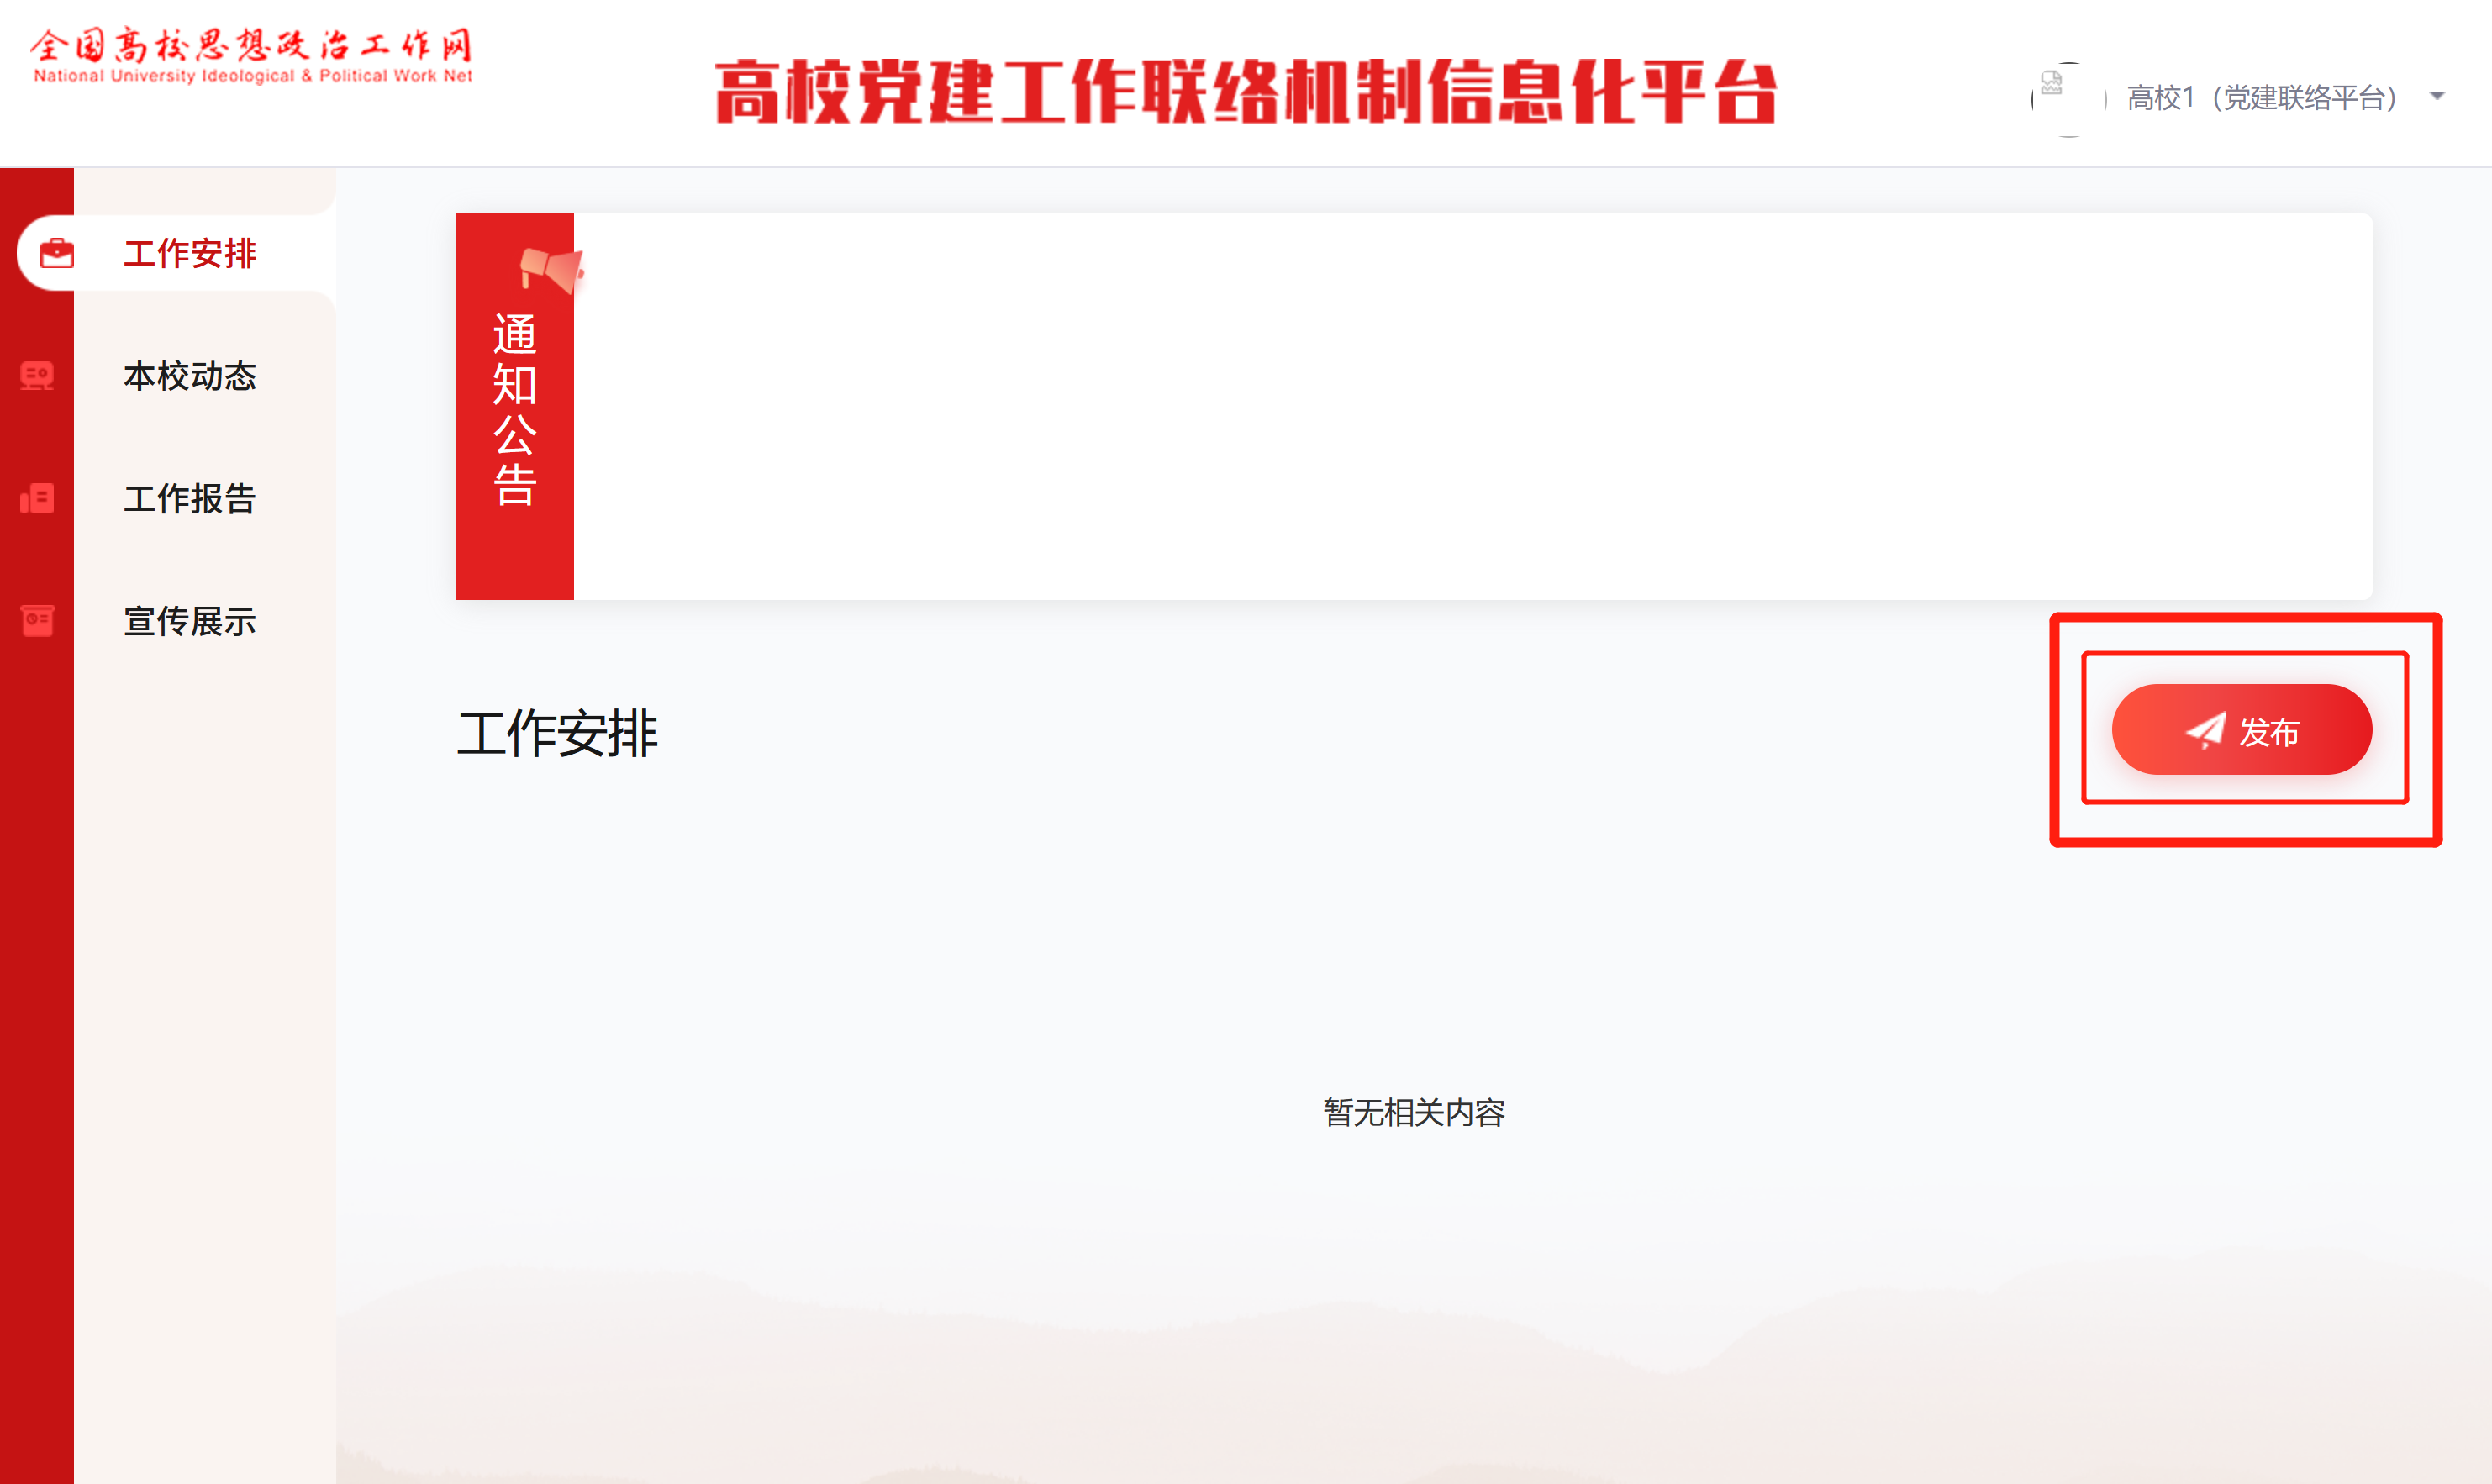 全国高校思想政治工作网
National University Ideological & Political Work Net
高校党建工作联络机制信息化平台
高校1（党建联络平台）
工作安排
本校动态
工作报告
宣传展示
通知公告
工作安排
发布
暂无相关内容